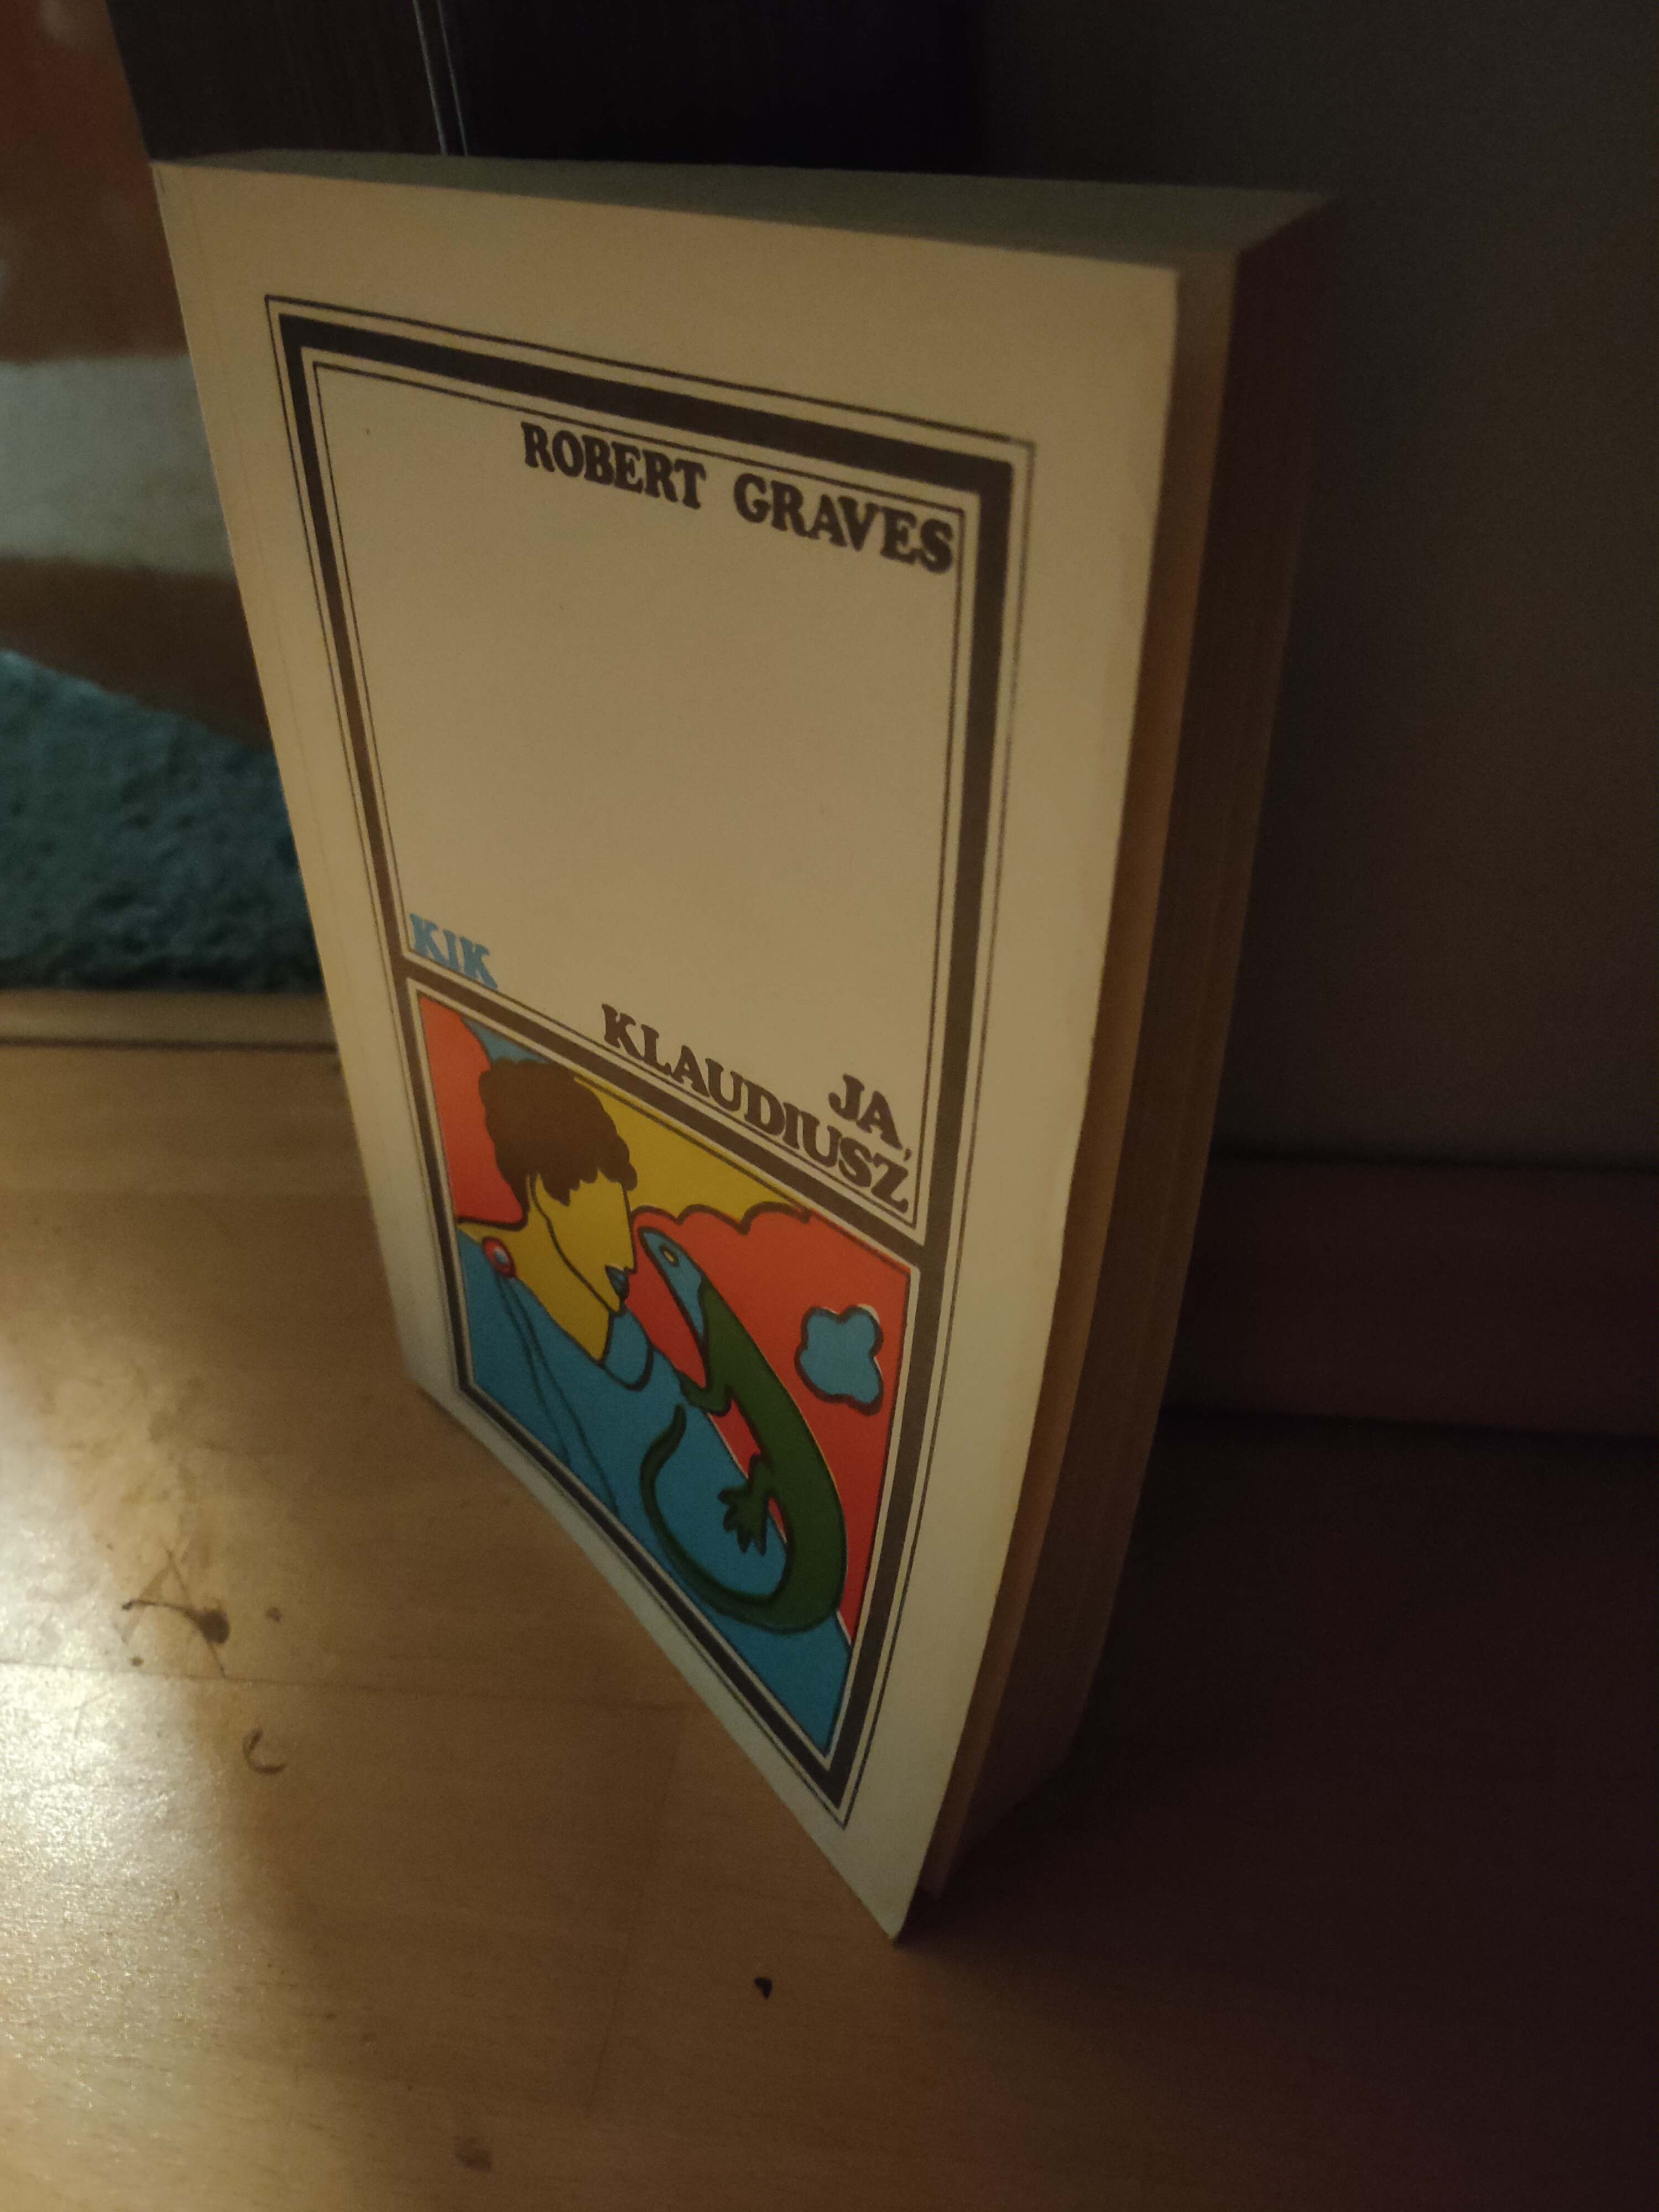 ROBERT GRAVES
KIK
JA,
KLAUDIUSZ